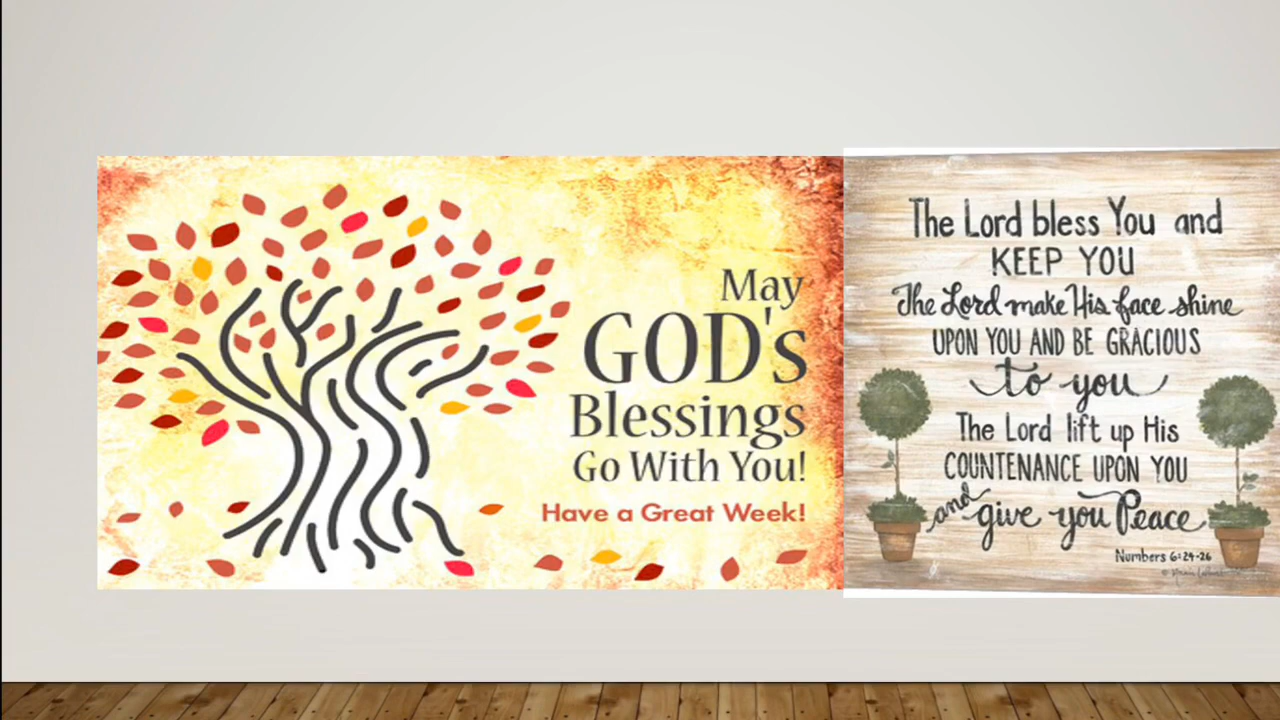 May
GOD's
Blessings
Go With You!
Have a Great Week!
The Lord bless You and
KEEP YOU
The Lord make His face shine
UPON YOU AND BE GRACIOUS
to you
The Lord lift up His
COUNTENANCE UPON YOU
and give you Peace
Numbers 6:24-26